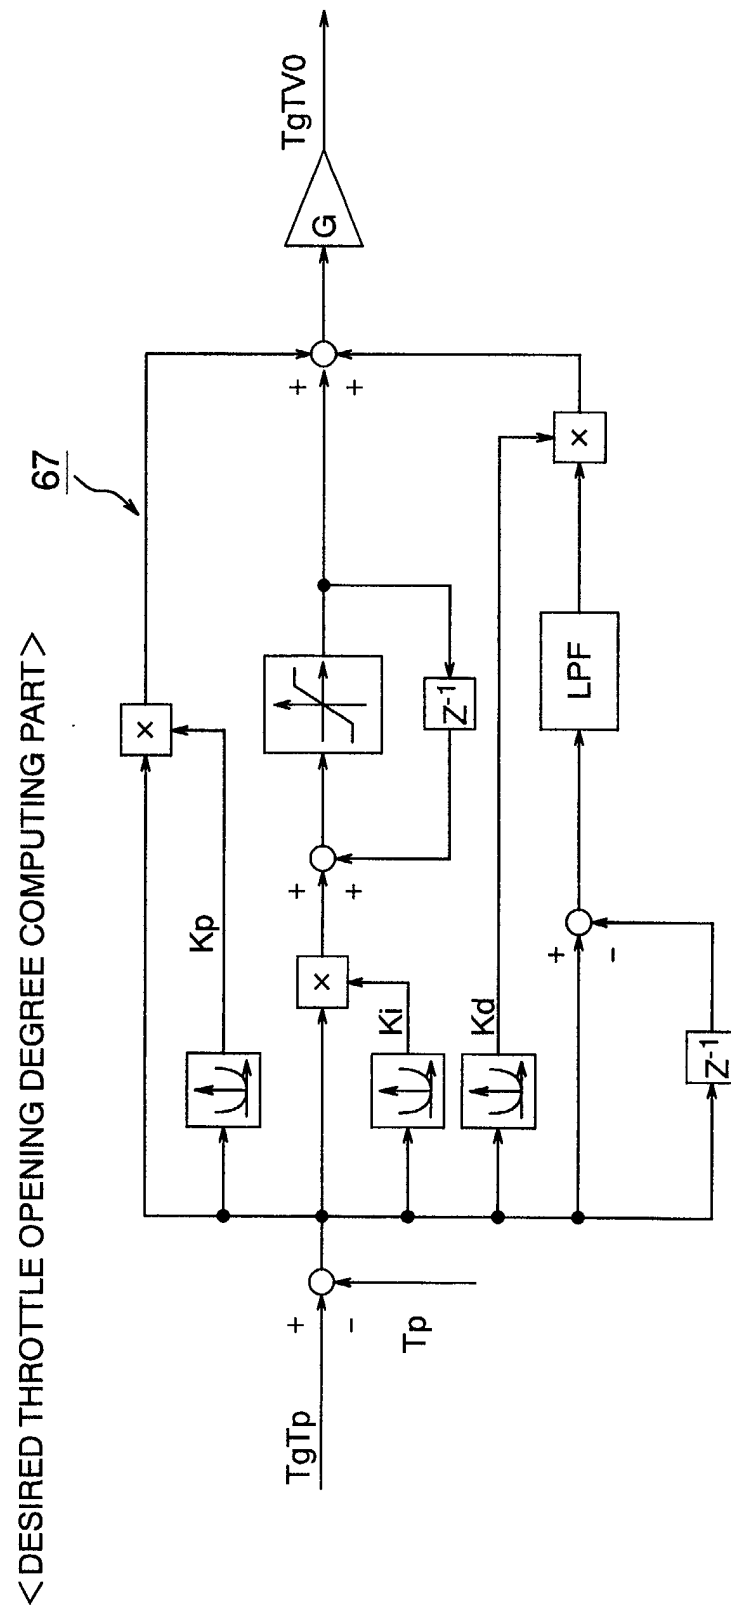 <DESIRED THROTTLE OPENING DEGREE COMPUTING PART>
67
TgTp
+
-
Tp
Kp
×
Ki
×
+
+
Z-1
Kd
+
-
Z-1
LPF
×
+
+
G
TgTV0